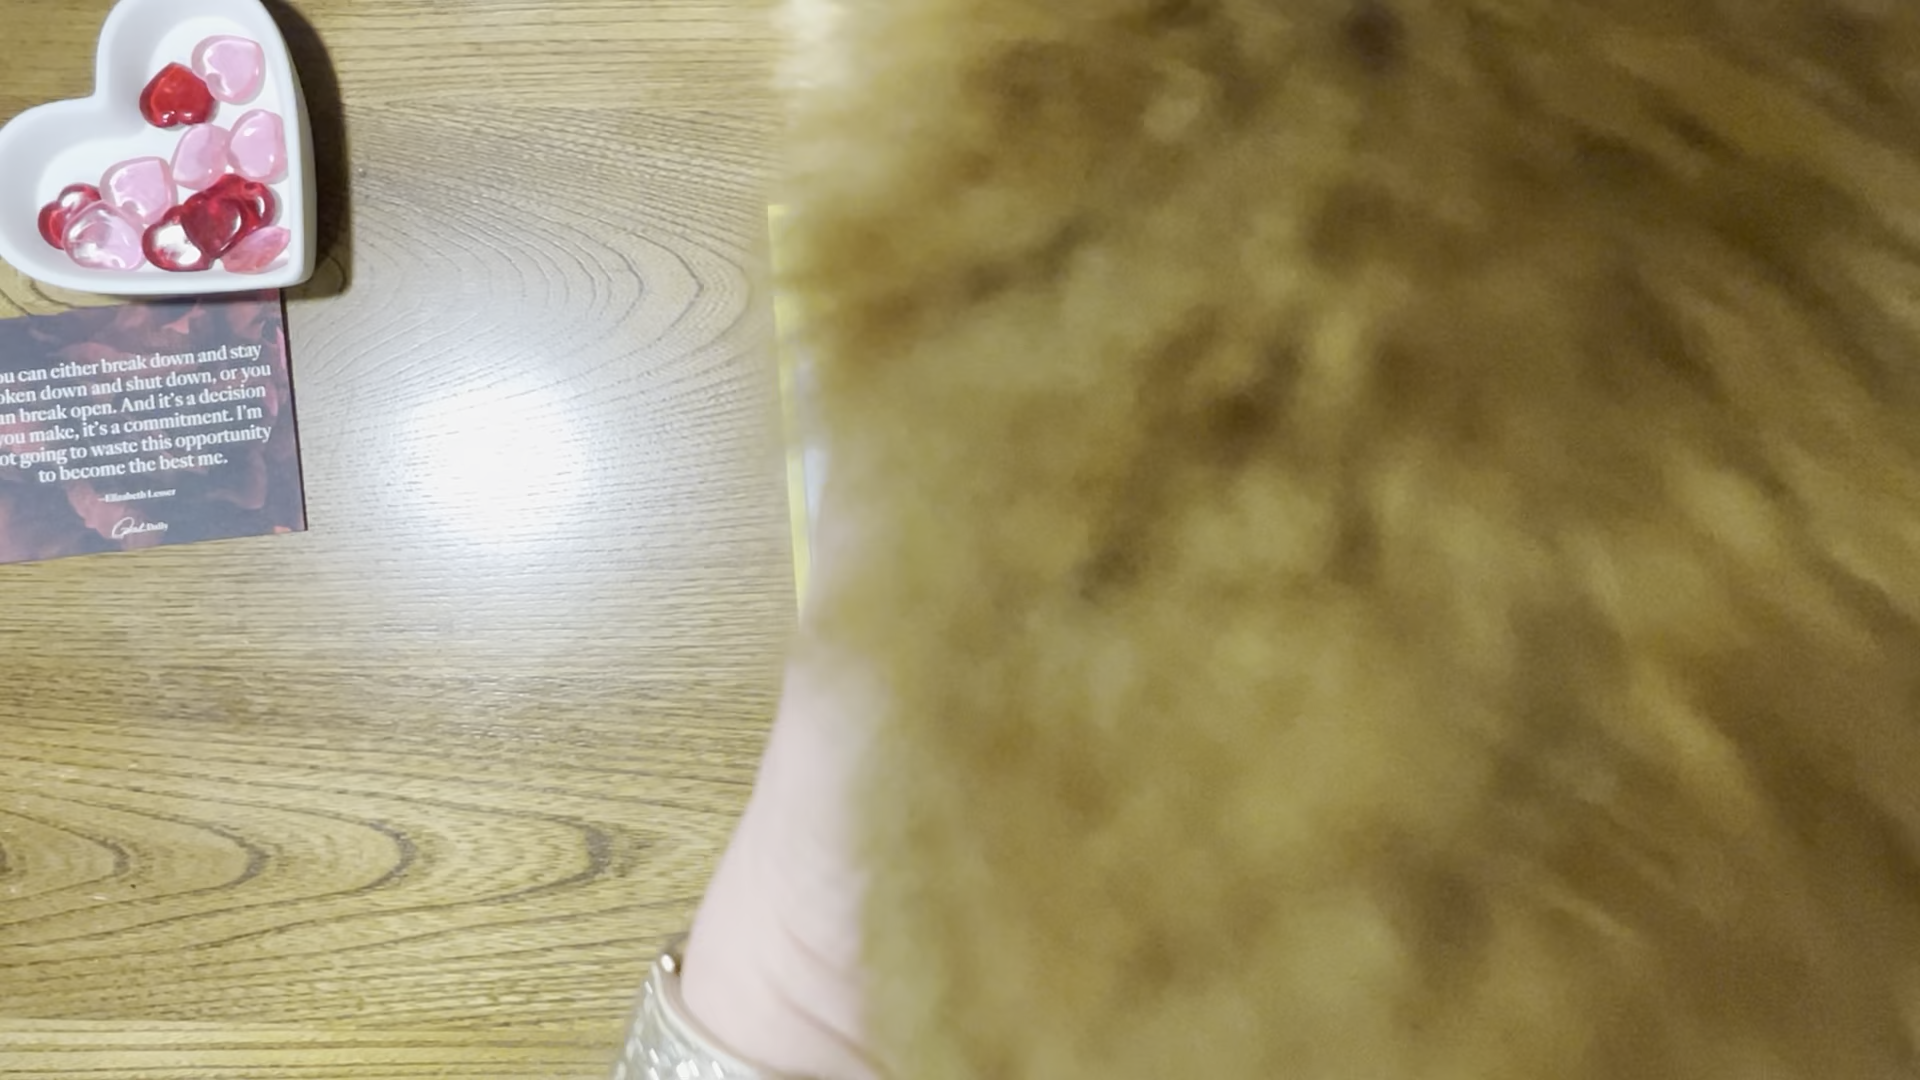 ou can either break down and stay
oken down and shut down, or you
n break open. And it's a decision
you make, it's a commitment. I'm
ot going to waste this opportunity
to become the best me.
–Elizabeth Lesser
Daily